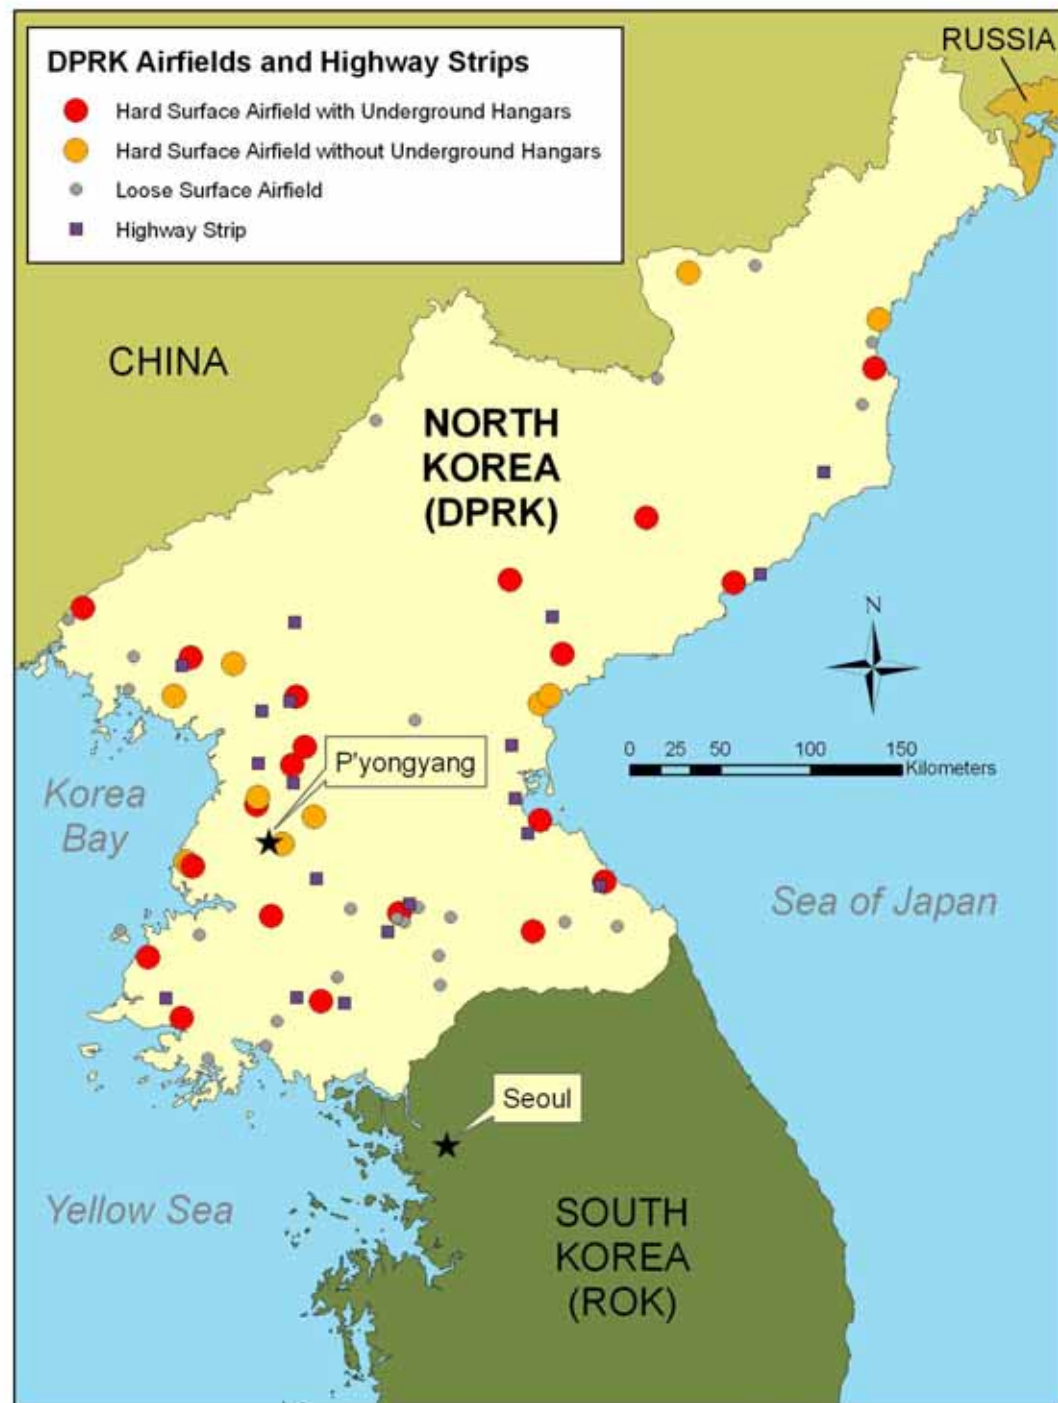 DPRK Airfields and Highway Strips
Hard Surface Airfield with Underground Hangars
Hard Surface Airfield without Underground Hangars
Loose Surface Airfield
Highway Strip
RUSSIA
CHINA
NORTH
KOREA
(DPRK)
N
0 25 50 100 150
Kilometers
P'yongyang
Korea
Bay
Sea of Japan
Seoul
Yellow Sea
SOUTH
KOREA
(ROK)